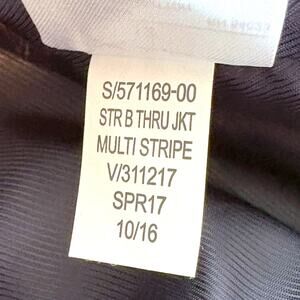 S/571169-00
STR B THRU JKT
MULTI STRIPE
V/311217
SPR17
10/16